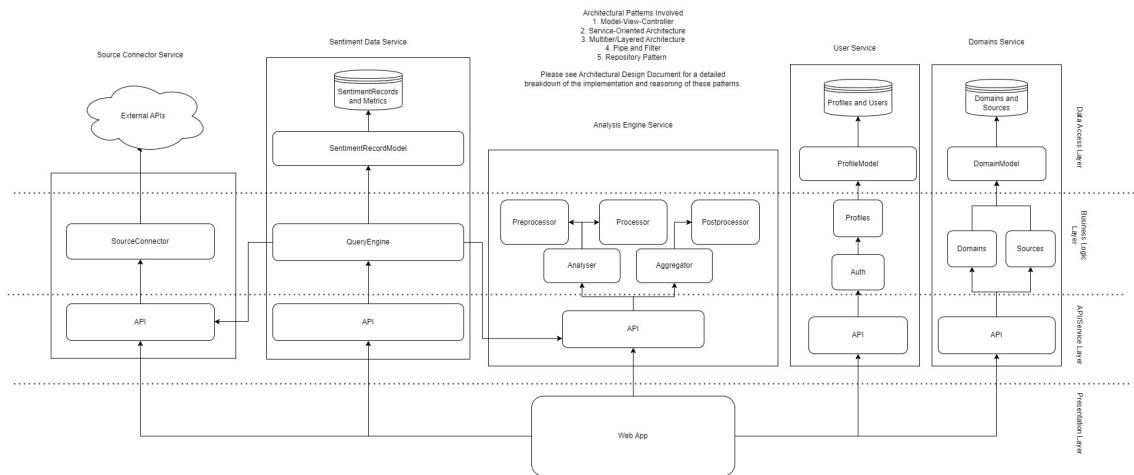 Architectural Patterns Involved
1. Model-View-Controller
2. Service-Oriented Architecture
3. Multitier/Layered Architecture
4. Pipe and Filter
5. Repository Pattern
Please see Architectural Design Document for a detailed
breakdown of the implementation and reasoning of these patterns.
Source Connector Service
External APIs
SourceConnector
API
Sentiment Data Service
SentimentRecords
and Metrics
SentimentRecordModel
QueryEngine
API
Analysis Engine Service
Preprocessor
Processor
Postprocessor
Analyser
Aggregator
API
User Service
Profiles and Users
ProfileModel
Profiles
Auth
API
Domains Service
Domains and
Sources
DomainModel
Domains
Sources
API
Data Access Layer
Business Logic
Layer
API/Service Layer
Presentation Layer
Web App